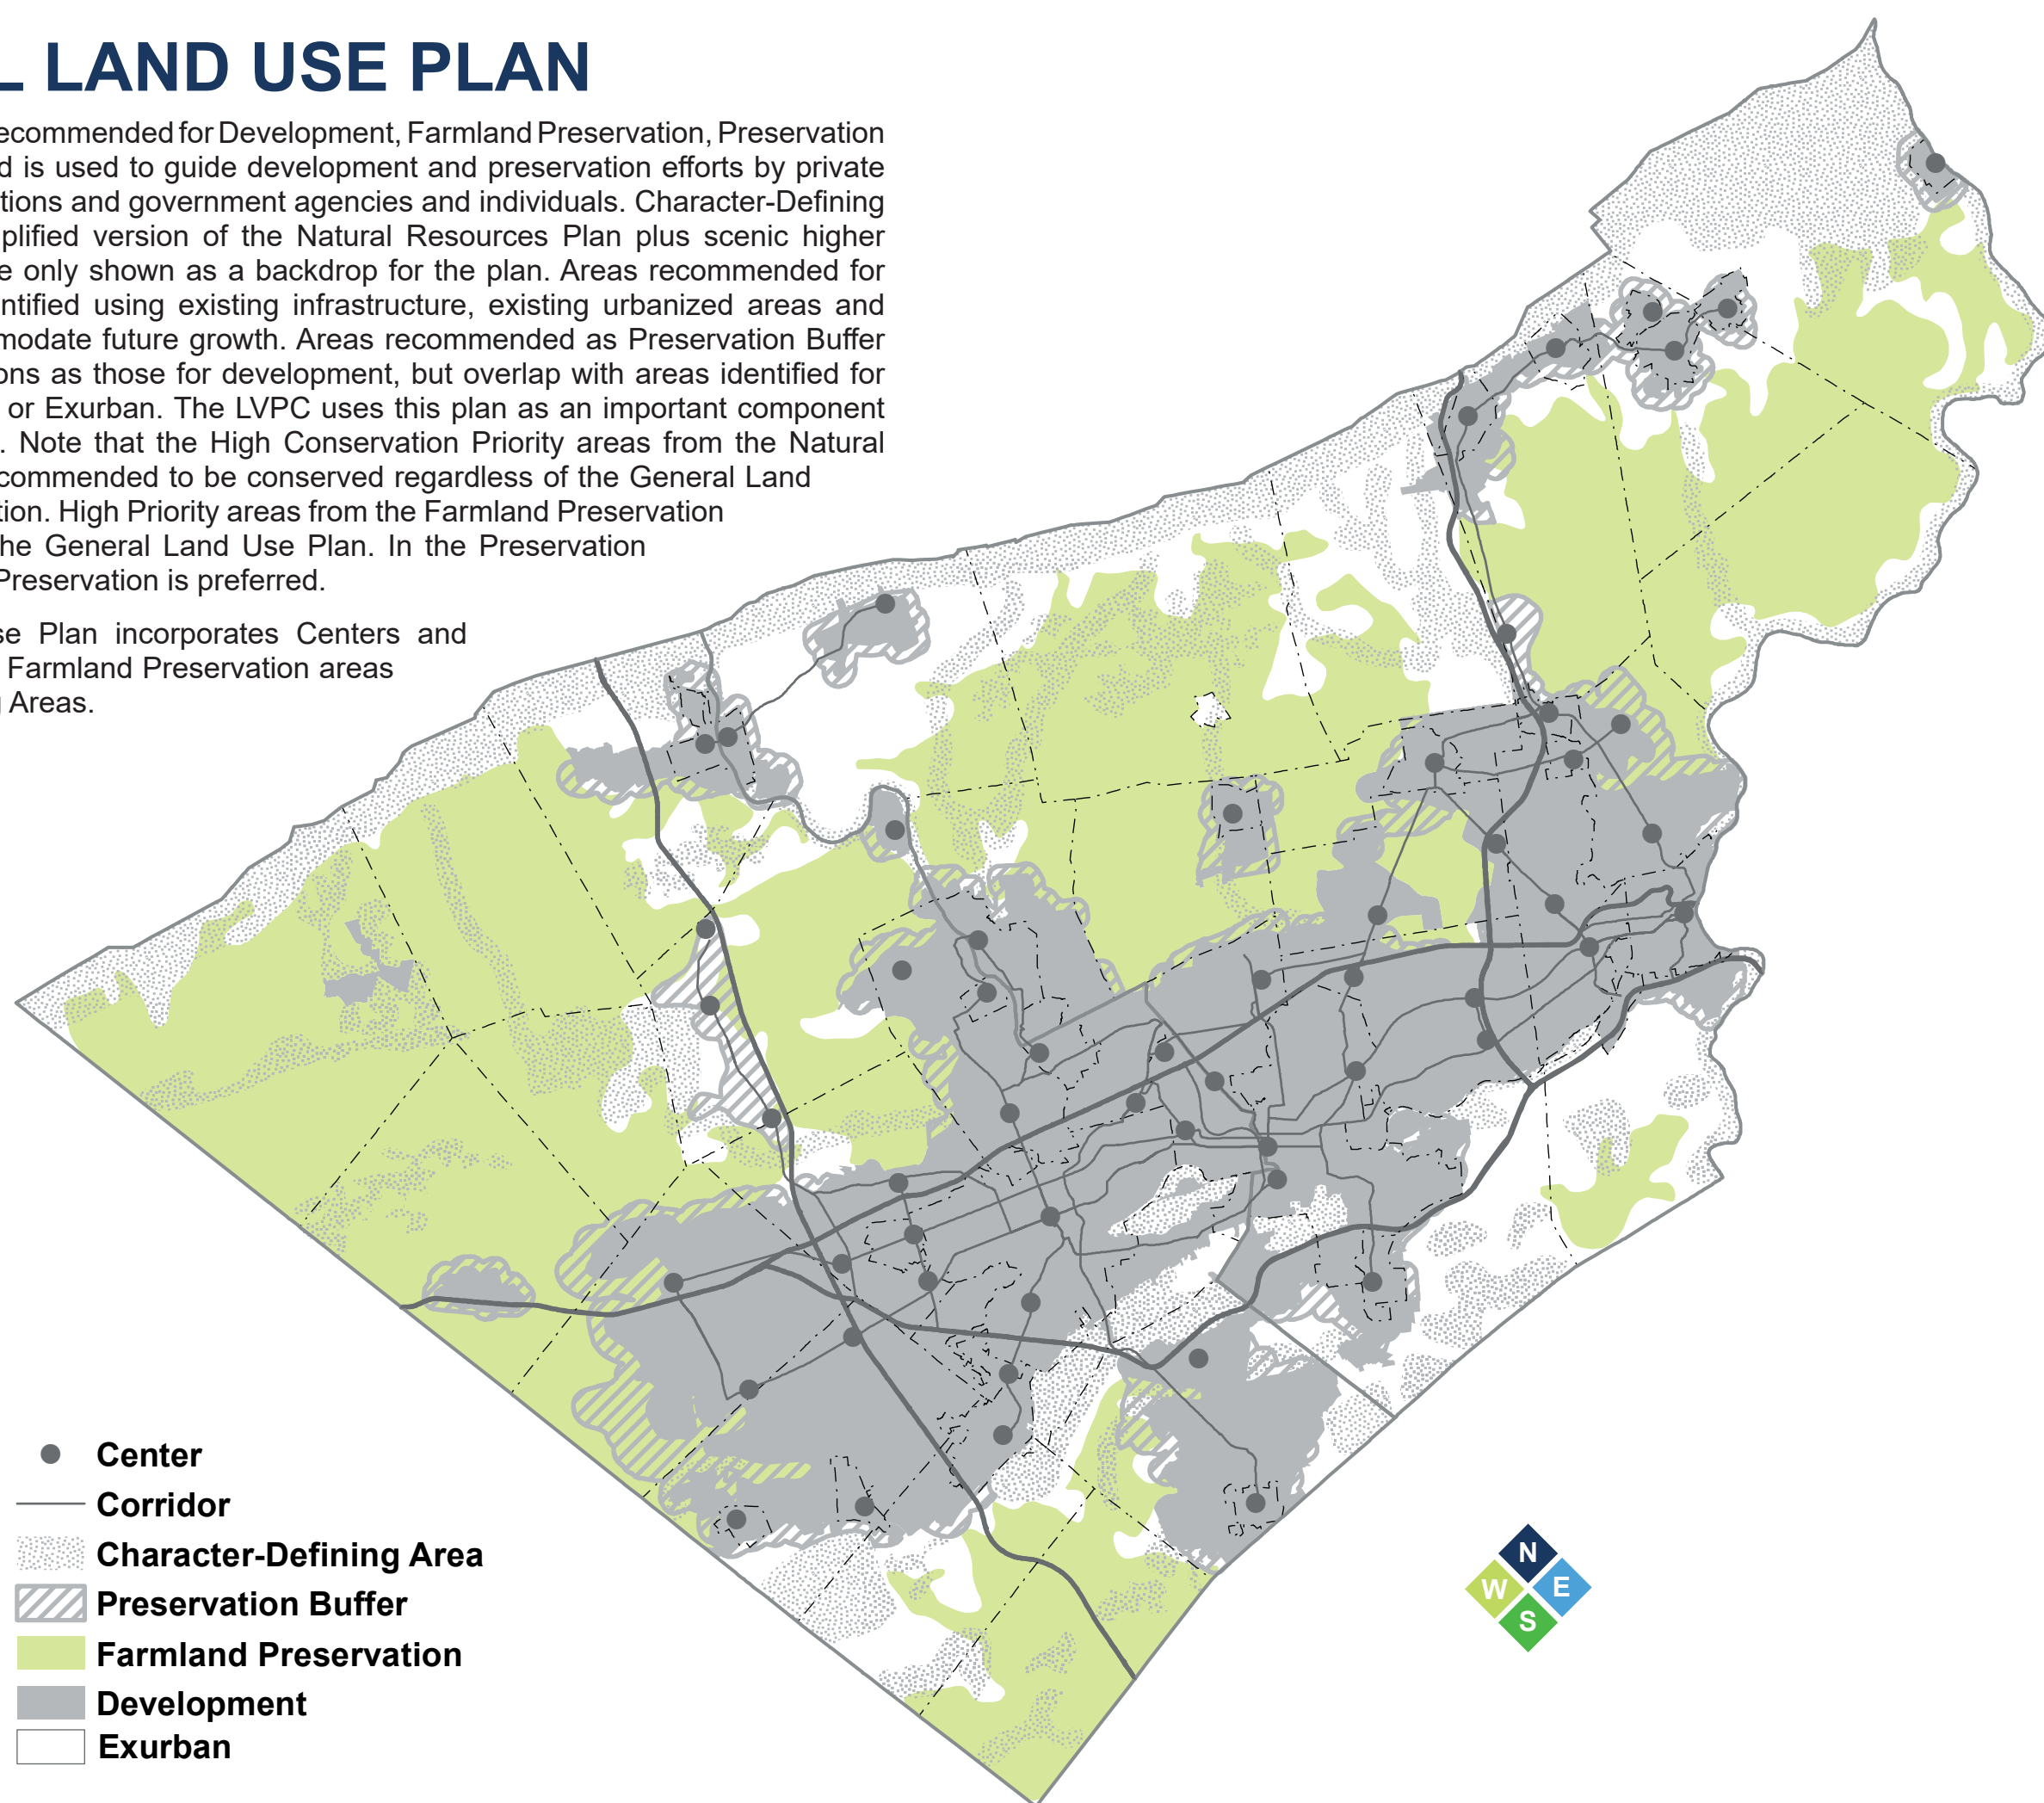 L LAND USE PLAN
ecommended for Development, Farmland Preservation, Preservation
d is used to guide development and preservation efforts by private
tions and government agencies and individuals. Character-Defining
plified version of the Natural Resources Plan plus scenic higher
e only shown as a backdrop for the plan. Areas recommended for
ntified using existing infrastructure, existing urbanized areas and
modate future growth. Areas recommended as Preservation Buffer
ons as those for development, but overlap with areas identified for
or Exurban. The LVPC uses this plan as an important component
. Note that the High Conservation Priority areas from the Natural
commended to be conserved regardless of the General Land
tion. High Priority areas from the Farmland Preservation
he General Land Use Plan. In the Preservation
Preservation is preferred.
se Plan incorporates Centers and
Farmland Preservation areas
g Areas.
Center
Corridor
Character-Defining Area
Preservation Buffer
Farmland Preservation
Development
Exurban
N
W E
S